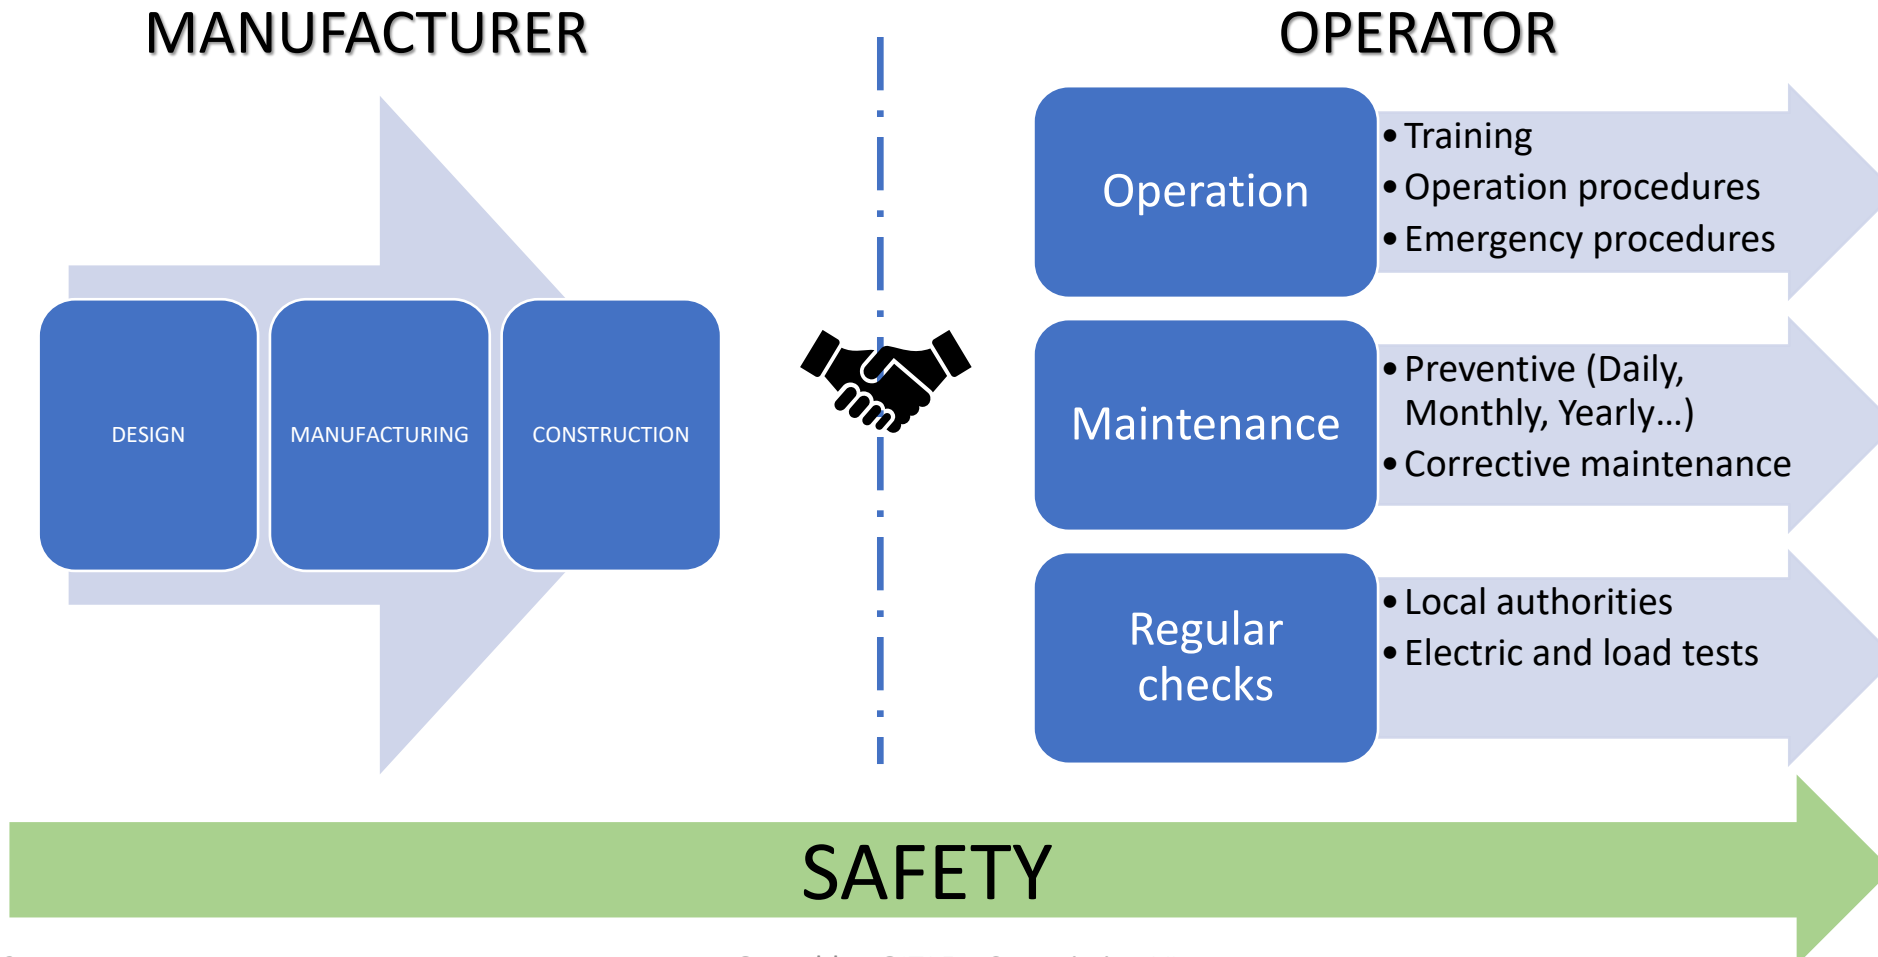 MANUFACTURER
DESIGN
MANUFACTURING
CONSTRUCTION
OPERATOR
Operation
• Training
• Operation procedures
• Emergency procedures
Maintenance
• Preventive (Daily,
Monthly, Yearly...)
• Corrective maintenance
Regular
checks
• Local authorities
• Electric and load tests
SAFETY